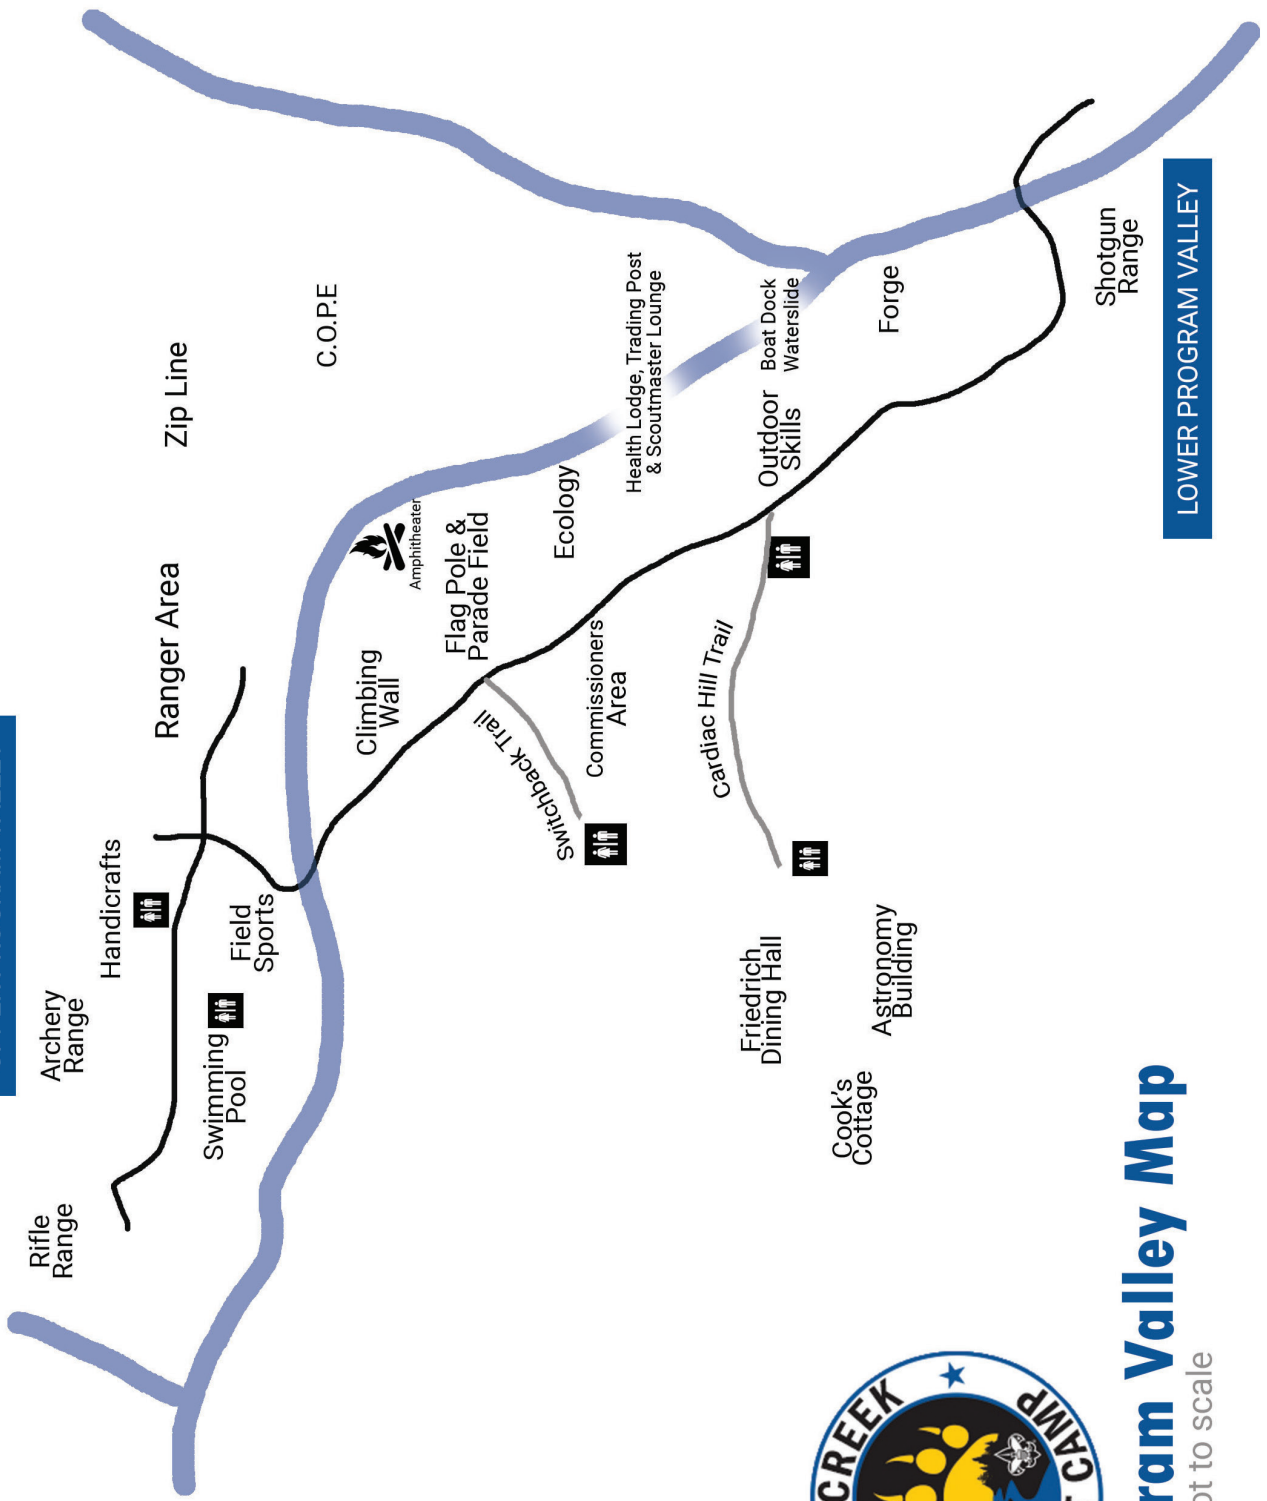 Rifle
Range
Archery
Range
Handicrafts
Ranger Area
Zip Line
Swimming
Pool
Field
Sports
C.O.P.E
Climbing
Wall
Amphitheater
Flag Pole &
Parade Field
Switchback Trail
Ecology
Commissioners
Area
Health Lodge, Trading Post
& Scoutmaster Lounge
Cardiac Hill Trail
Friedrich
Dining Hall
Outdoor
Skills
Boat Dock
Waterslide
Cook's
Cottage
Astronomy
Building
Forge
CREEK
CAMP
Shotgun
Range
Valley Map
to scale
LOWER PROGRAM VALLEY